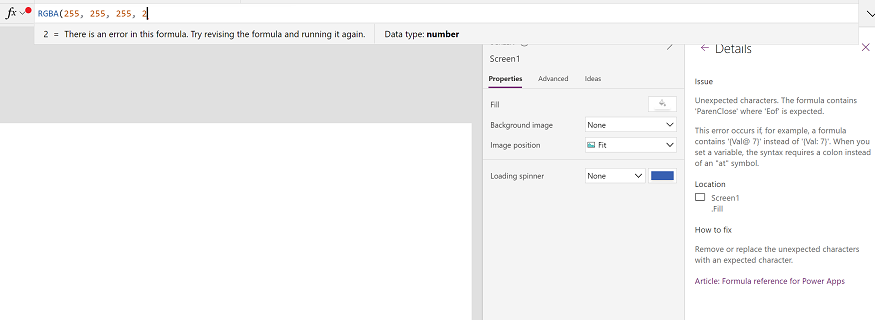 fx RGBA(255, 255, 255, 2
2 = There is an error in this formula. Try revising the formula and running it again. Data type: number
Screen1
Properties Advanced Ideas
Fill
Background image None
Image position Fit
Loading spinner None
Details
Issue
Unexpected characters. The formula contains
'ParenClose' where 'Eof' is expected.
This error occurs if, for example, a formula
contains '{Val@ 7}' instead of '{Val: 7}'. When you
set a variable, the syntax requires a colon instead
of an "at" symbol.
Location
Screen1
.Fill
How to fix
Remove or replace the unexpected characters
with an expected character.
Article: Formula reference for Power Apps